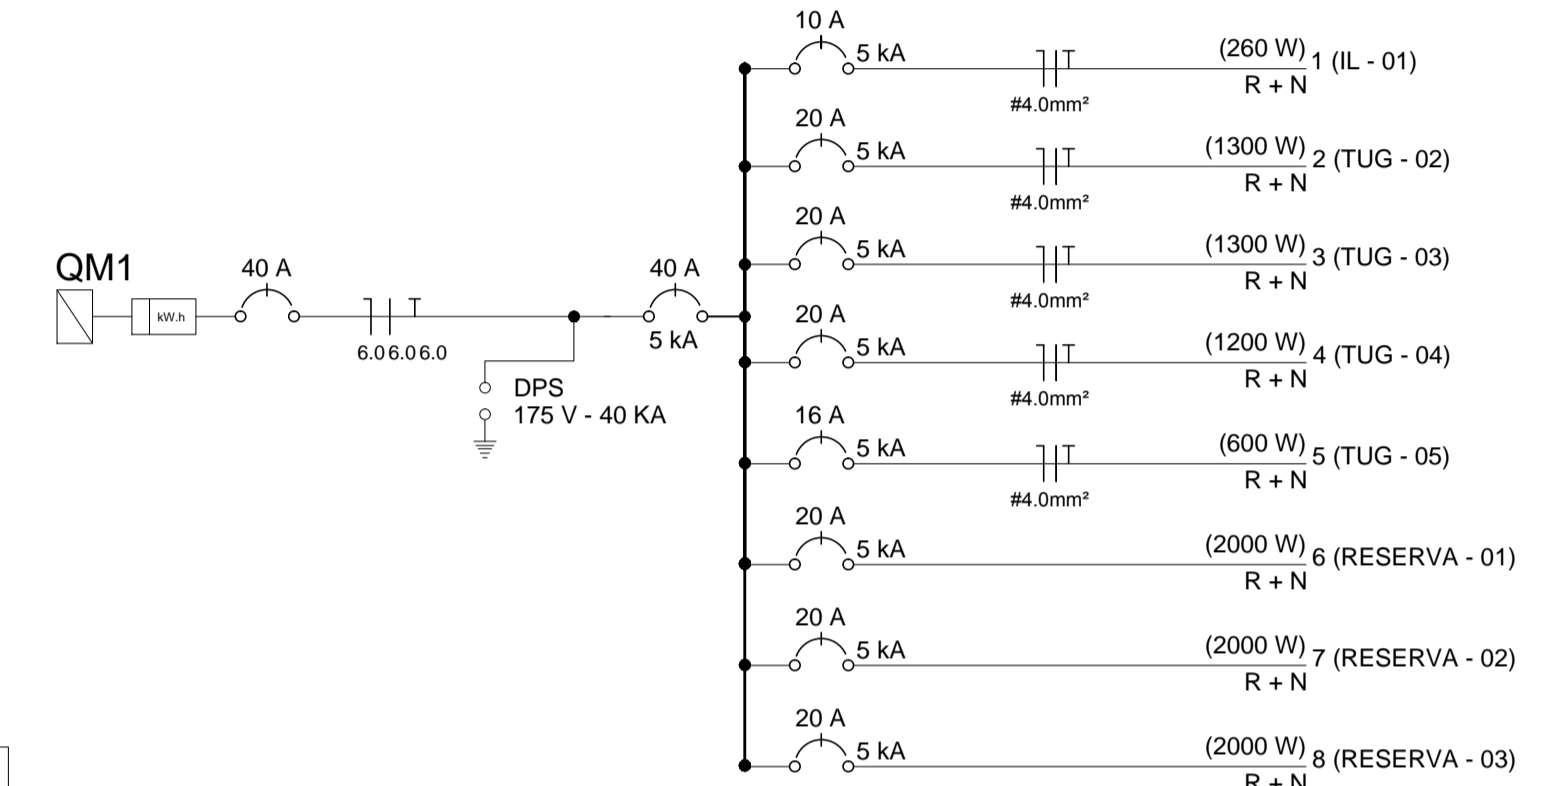 QM1
kW.h
40 A
6.0 6.0 6.0
DPS
175 V - 40 KA
40 A
5 kA
10 A
5 kA
#4.0mm²
(260 W)
R + N
1 (IL - 01)
20 A
5 kA
#4.0mm²
(1300 W)
R + N
2 (TUG - 02)
20 A
5 kA
#4.0mm²
(1300 W)
R + N
3 (TUG - 03)
20 A
5 kA
#4.0mm²
(1200 W)
R + N
4 (TUG - 04)
16 A
5 kA
#4.0mm²
(600 W)
R + N
5 (TUG - 05)
20 A
5 kA
(2000 W)
R + N
6 (RESERVA - 01)
20 A
5 kA
(2000 W)
R + N
7 (RESERVA - 02)
20 A
5 kA
(2000 W)
R + N
8 (RESERVA - 03)